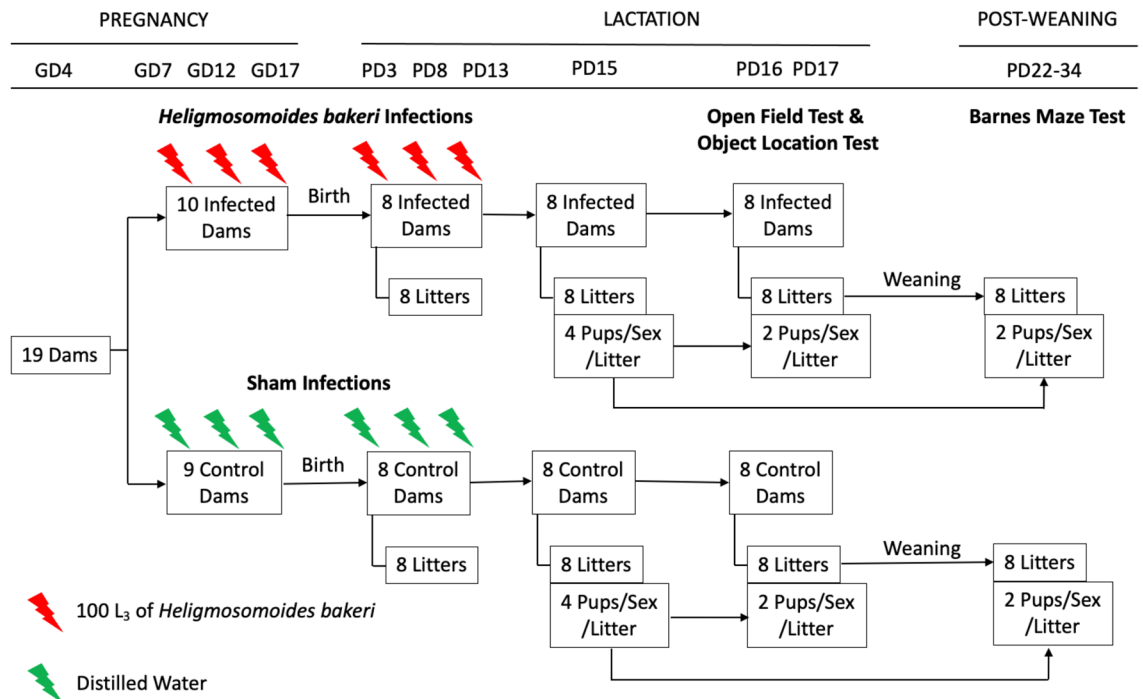 PREGNANCY
LACTATION
POST-WEANING
GD4
GD7
GD12
GD17
PD3
PD8
PD13
PD15
PD16
PD17
PD22-34
Heligmosomoides bakeri Infections
Open Field Test &
Object Location Test
Barnes Maze Test
10 Infected
Dams
Birth
8 Infected
Dams
8 Infected
Dams
8 Infected
Dams
8 Litters
8 Litters
4 Pups/Sex
/Litter
8 Litters
2 Pups/Sex
/Litter
Weaning
8 Litters
2 Pups/Sex
/Litter
19 Dams
Sham Infections
9 Control
Dams
Birth
8 Control
Dams
8 Control
Dams
8 Control
Dams
8 Litters
8 Litters
4 Pups/Sex
/Litter
8 Litters
2 Pups/Sex
/Litter
Weaning
8 Litters
2 Pups/Sex
/Litter
100 L₃ of Heligmosomoides bakeri
Distilled Water